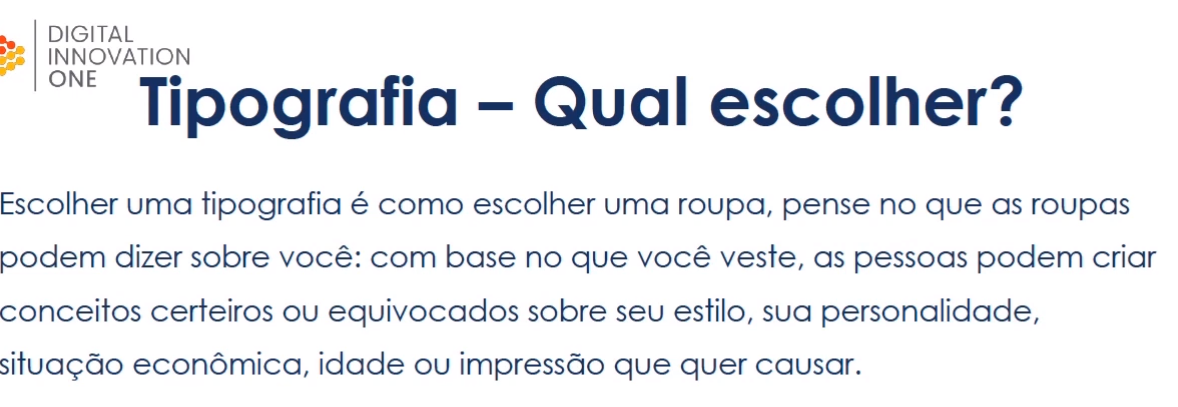 DIGITAL
INNOVATION
ONE
Tipografia – Qual escolher?
Escolher uma tipografia é como escolher uma roupa, pense no que as roupas
podem dizer sobre você: com base no que você veste, as pessoas podem criar
conceitos certeiros ou equivocados sobre seu estilo, sua personalidade,
situação econômica, idade ou impressão que quer causar.